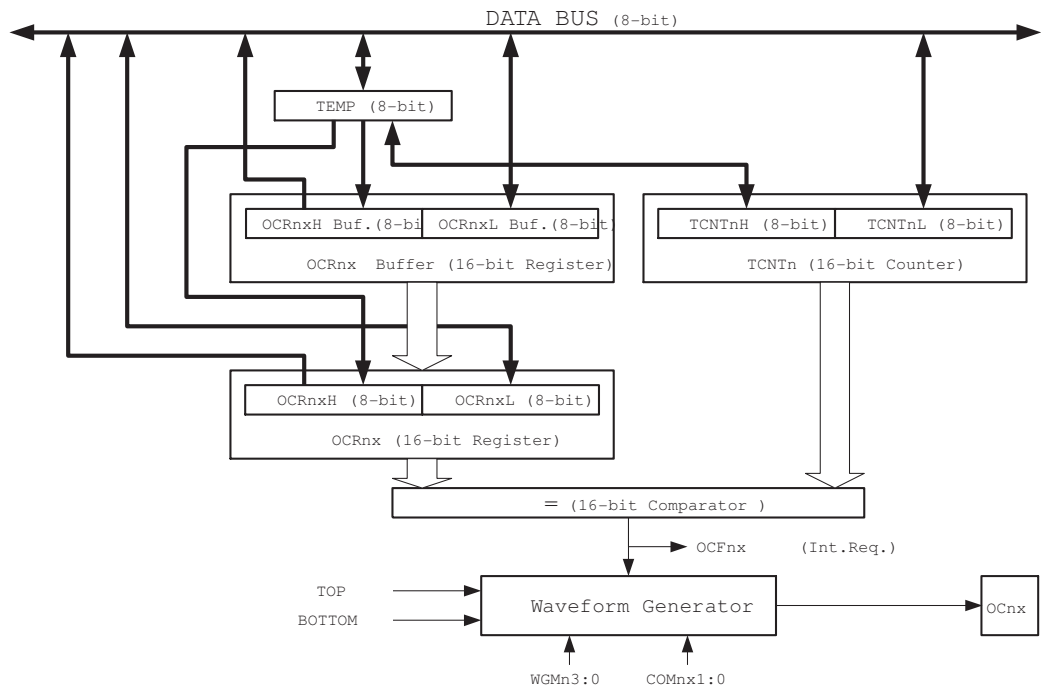 DATA BUS (8-bit)
TEMP (8-bit)
OCRnxH Buf.(8-bi OCRnxL Buf.(8-bit)
TCNTnH (8-bit) TCNTnL (8-bit)
OCRnx Buffer (16-bit Register)
TCNTn (16-bit Counter)
OCRnxH (8-bit) OCRnxL (8-bit)
OCRnx (16-bit Register)
= (16-bit Comparator )
OCFnx (Int.Req.)
TOP
BOTTOM
Waveform Generator
OCnx
WGMn3:0 COMnx1:0